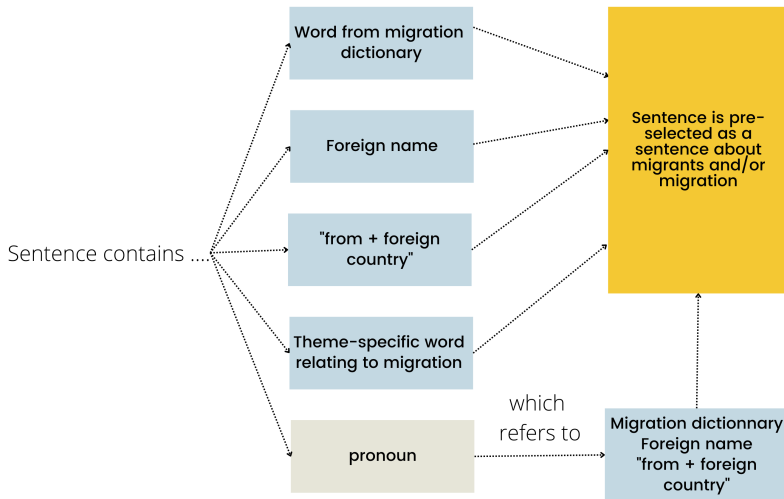 Word from migration
dictionary
Foreign name
Sentence contains ....
"from + foreign
country"
Theme-specific word
relating to migration
pronoun
which
refers to
Migration dictionnary
Foreign name
"from + foreign
country"
Sentence is pre-
selected as a
sentence about
migrants and/or
migration